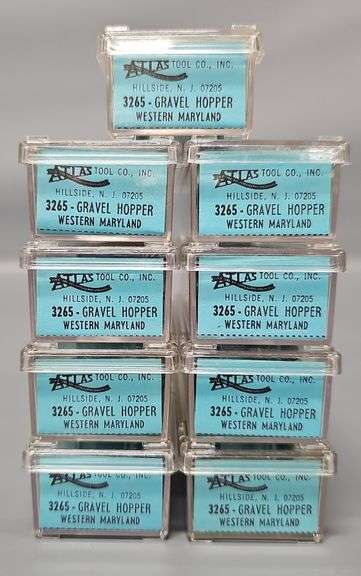 ATLAS TOOL CO., INC.
HILLSIDE, N. J. 07205
3265 - GRAVEL HOPPER
WESTERN MARYLAND
ATLAS TOOL CO., INC.
HILLSIDE, N. J. 07205
3265 - GRAVEL HOPPER
WESTERN MARYLAND
ATLAS TOOL CO., INC.
HILLSIDE, N. J. 07205
3265 - GRAVEL HOPPER
WESTERN MARYLAND
ATLAS TOOL CO., INC.
HILLSIDE, N. J. 07205
3265 - GRAVEL HOPPER
WESTERN MARYLAND
ATLAS TOOL CO., INC.
HILLSIDE, N. J. 07205
3265 - GRAVEL HOPPER
WESTERN MARYLAND
ATLAS TOOL CO., INC.
HILLSIDE, N. J. 07205
3265 - GRAVEL HOPPER
WESTERN MARYLAND
ATLAS TOOL CO., INC.
HILLSIDE, N. J. 07205
3265 - GRAVEL HOPPER
WESTERN MARYLAND
ATLAS TOOL CO., INC.
HILLSIDE, N. J. 07205
3265 - GRAVEL HOPPER
WESTERN MARYLAND
ATLAS TOOL CO., INC.
HILLSIDE, N. J. 07205
3265 - GRAVEL HOPPER
WESTERN MARYLAND